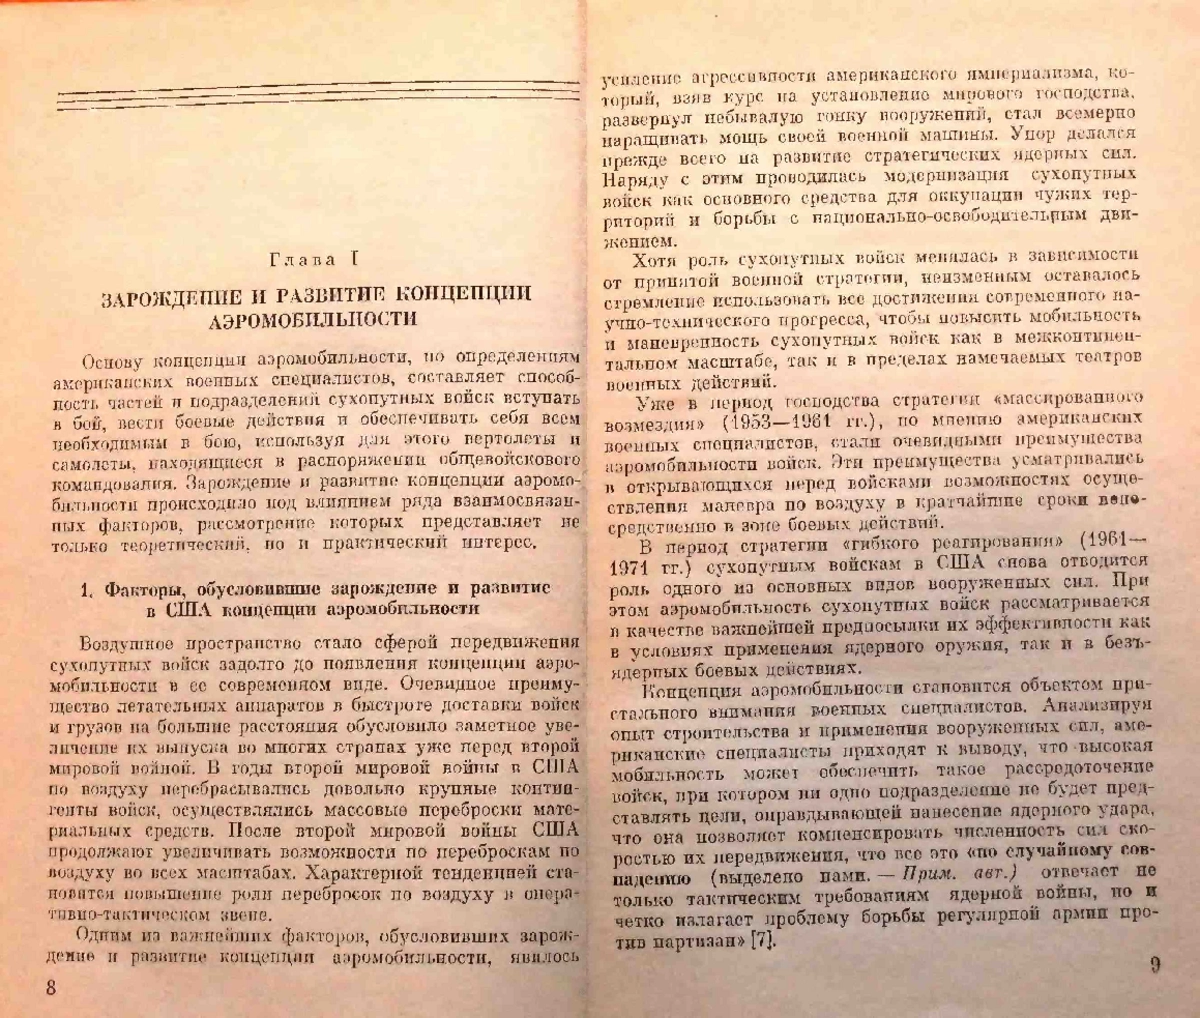 Глава I
ЗАРОЖДЕНИЕ И РАЗВИТИЕ КОНЦЕПЦИИ
АЭРОМОБИЛЬНОСТИ
Основу концепции аэромобильности, по определениям
американских военных специалистов, составляет способ-
ность частей и подразделений сухопутных войск вступать
в бой, вести боевые действия и обеспечивать себя всем
необходимым в бою, используя для этого вертолеты и
самолеты, находящиеся в распоряжении общевойскового
командования. Зарождение и развитие концепции аэромо-
бильности происходило под влиянием ряда взаимосвязан-
ных факторов, рассмотрение которых представляет не
только теоретический, но и практический интерес.
1. Факторы, обусловившие зарождение и развитие
в США концепции аэромобильности
Воздушное пространство стало сферой передвижения
сухопутных войск задолго до появления концепции аэро-
мобильности в ее современном виде. Очевидное преиму-
щество летательных аппаратов в быстроте доставки войск
и грузов на большие расстояния обусловило заметное уве-
личение их выпуска во многих странах уже перед второй
мировой войной. В годы второй мировой войны в США
по воздуху перебрасывались довольно крупные контин-
генты войск, осуществлялись массовые переброски мате-
риальных средств. После второй мировой войны США
продолжают увеличивать возможности по переброскам по
воздуху во всех масштабах. Характерной тенденцией ста-
новится повышение роли перебросок по воздуху в опера-
тивно-тактическом звене.
Одним из важнейших факторов, обусловивших зарож-
дение и развитие концепции аэромобильности, явилось
8
усиление агрессивности американского империализма, ко-
торый, взяв курс на установление мирового господства,
развернул небывалую гонку вооружений, стал всемерно
наращивать мощь своей военной машины. Упор делался
прежде всего на развитие стратегических ядерных сил.
Наряду с этим проводилась модернизация сухопутных
войск как основного средства для оккупации чужих тер-
риторий и борьбы с национально-освободительным дви-
жением.
Хотя роль сухопутных войск менялась в зависимости
от принятой военной стратегии, неизменным оставалось
стремление использовать все достижения современного на-
учно-технического прогресса, чтобы повысить мобильность
и маневренность сухопутных войск как в межконтинен-
тальном масштабе, так и в пределах намечаемых театров
военных действий.
Уже в период господства стратегии «массированного
возмездия» (1953—1961 гг.), по мнению американских
военных специалистов, стали очевидными преимущества
аэромобильности войск. Эти преимущества усматривались
в открывающихся перед войсками возможностях осуще-
ствления маневра по воздуху в кратчайшие сроки непо-
средственно в зоне боевых действий.
В период стратегии «гибкого реагирования» (1961—
1971 гг.) сухопутным войскам в США снова отводится
роль одного из основных видов вооруженных сил. При
этом аэромобильность сухопутных войск рассматривается
в качестве важнейшей предпосылки их эффективности как
в условиях применения ядерного оружия, так и в безъ-
ядерных боевых действиях.
Концепция аэромобильности становится объектом при-
стального внимания военных специалистов. Анализируя
опыт строительства и применения вооруженных сил, аме-
риканские специалисты приходят к выводу, что высокая
мобильность может обеспечить такое рассредоточение
войск, при котором ни одно подразделение не будет пред-
ставлять цели, оправдывающей нанесение ядерного удара,
что она позволяет компенсировать численность сил ско-
ростью их передвижения, что все это «по случайному сов-
падению (выделено нами. — Прим. авт.) отвечает не
только тактическим требованиям ядерной войны, но и
четко излагает проблему борьбы регулярной армии про-
тив партизан» [7].
9